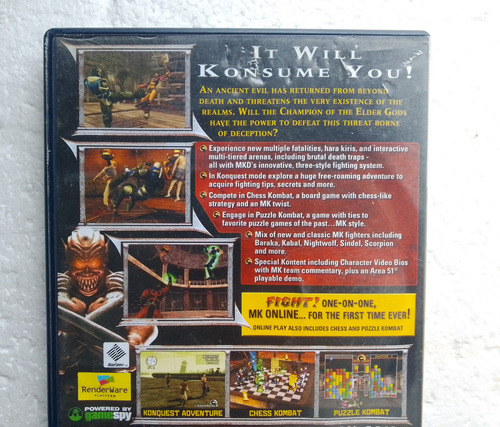 IT WILL
KONSUME YOU!
AN ANCIENT EVIL HAS RETURNED FROM BEYOND
DEATH AND THREATENS THE VERY EXISTENCE OF THE
REALMS. WILL THE CHAMPION OF THE ELDER GODS
HAVE THE POWER TO DEFEAT THIS THREAT BORNE
OF DECEPTION?
Experience new multiple fatalities, hara kiris, and interactive
multi-tiered arenas, including brutal death traps -
all with MKD's innovative, three-style fighting system.
In Konquest mode explore a huge free-roaming adventure to
acquire fighting tips, secrets and more.
Compete in Chess Kombat, a board game with chess-like
strategy and an MK twist.
Engage in Puzzle Kombat, a game with ties to
favorite puzzle games of the past...MK style.
Mix of new and classic MK fighters including
Baraka, Kabal, Nightwolf, Sindel, Scorpion
and more.
Special Kontent including Character Video Bios
with MK team commentary, plus an Area 51®
playable demo.
FIGHT! ONE-ON-ONE,
MK ONLINE... FOR THE FIRST TIME EVER!
ONLINE PLAY ALSO INCLUDES CHESS AND PUZZLE KOMBAT
RenderWare
PLATFORM
POWERED BY
gamespy
KONQUEST ADVENTURE
CHESS KOMBAT
PUZZLE KOMBAT